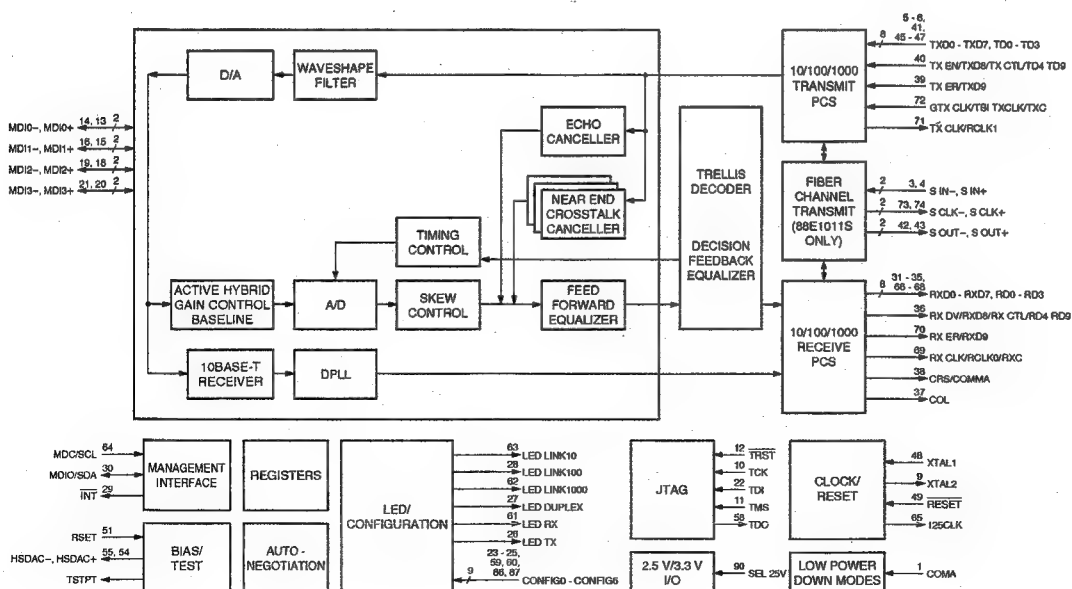 5 - 6,
41,
45 - 47
8
TXD0 - TXD7, TD0 - TD3
40
TX EN/TXD8/TX CTL/TD4 TD9
39
TX ER/TXD9
72
GTX CLK/TBI TXCLK/TXC
71
TX CLK/RCLK1
10/100/1000
TRANSMIT
PCS
D/A
WAVESHAPE
FILTER
MDI0-, MDI0+
14, 13
2
MDI1-, MDI1+
16, 15
2
MDI2-, MDI2+
19, 18
2
MDI3-, MDI3+
21, 20
2
ECHO
CANCELLER
NEAR END
CROSSTALK
CANCELLER
TIMING
CONTROL
TRELLIS
DECODER
DECISION
FEEDBACK
EQUALIZER
FIBER
CHANNEL
TRANSMIT
(88E1011S
ONLY)
2
3, 4
S IN-, S IN+
2
73, 74
S CLK-, S CLK+
2
42, 43
S OUT-, S OUT+
ACTIVE HYBRID
GAIN CONTROL
BASELINE
A/D
SKEW
CONTROL
FEED
FORWARD
EQUALIZER
10BASE-T
RECEIVER
DPLL
10/100/1000
RECEIVE
PCS
31 - 35,
66 - 68
8
RXD0 - RXD7, RD0 - RD3
36
RX DV/RXD8/RX CTL/RD4 RD9
70
RX ER/RXD9
69
RX CLK/RCLK0/RXC
38
CRS/COMMA
37
COL
MDC/SCL
64
MDIO/SDA
30
INT
29
MANAGEMENT
INTERFACE
REGISTERS
RSET
51
HSDAC-, HSDAC+
55, 54
TSTPT
BIAS/
TEST
AUTO -
NEGOTIATION
LED/
CONFIGURATION
63
LED LINK10
28
LED LINK100
62
LED LINK1000
27
LED DUPLEX
61
LED RX
26
LED TX
23 - 25,
59, 60,
66, 67
9
CONFIG0 - CONFIG6
JTAG
12
TRST
10
TCK
22
TDI
11
TMS
TDO
2.5 V/3.3 V
I/O
90
SEL 25V
CLOCK/
RESET
48
XTAL1
9
XTAL2
49
RESET
65
I25CLK
LOW POWER
DOWN MODES
1
COMA